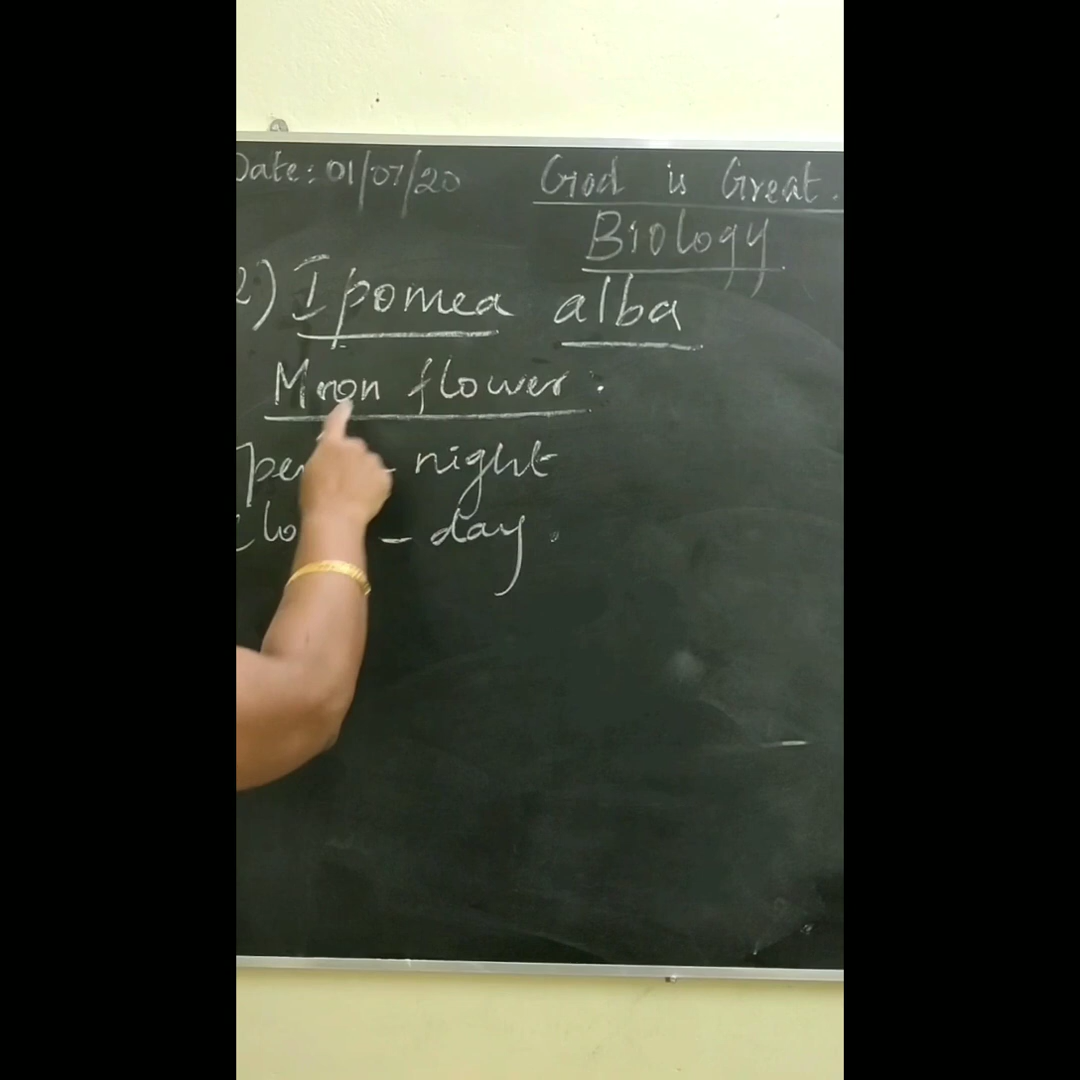 Date: 01/07/20 God is Great.
Biology
2) Ipomea alba
Moon flower:
night
- day.